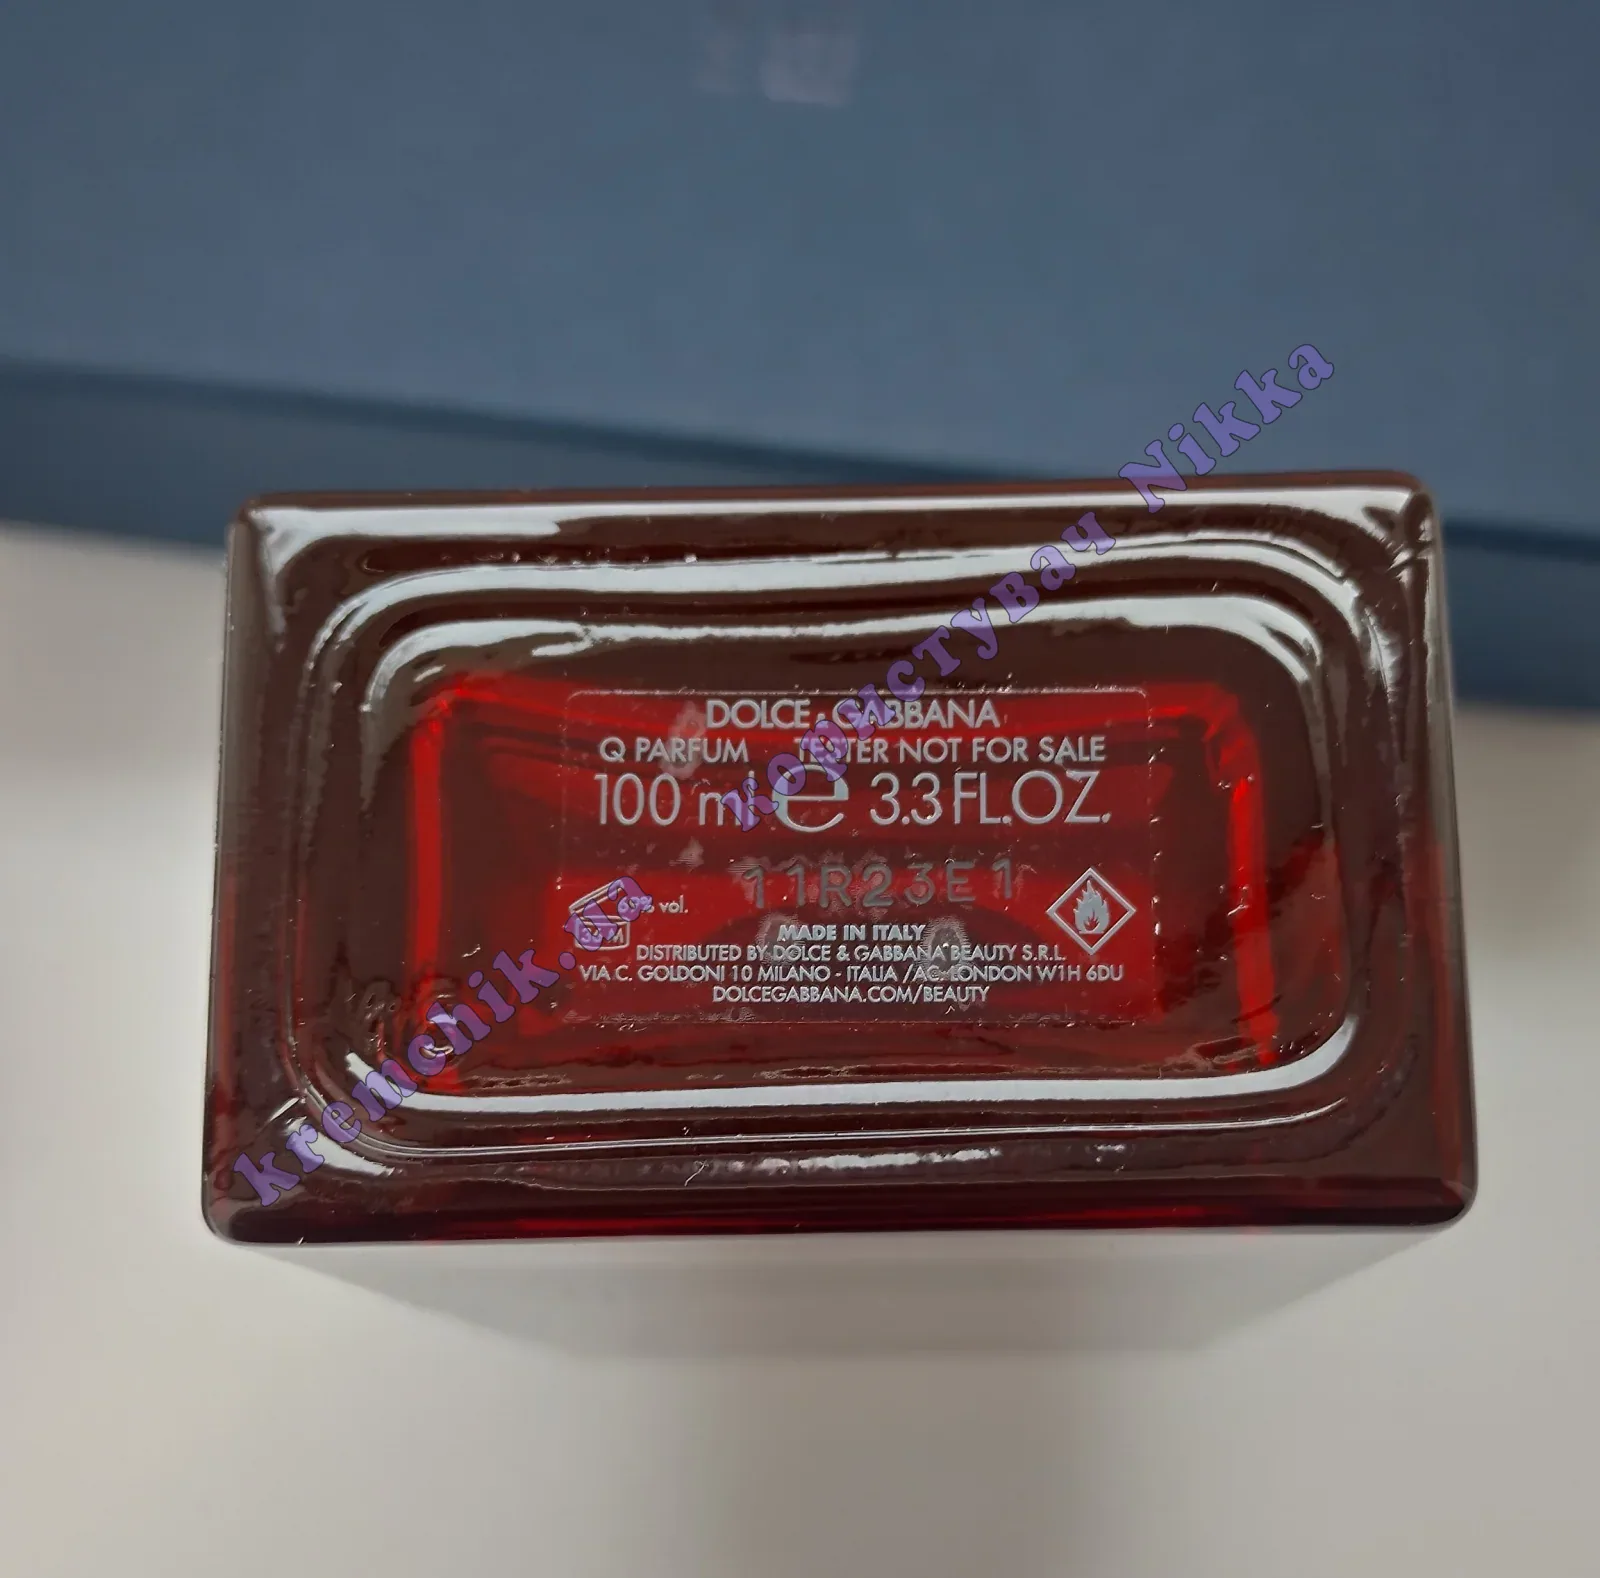 DOLCE & GABBANA
Q PARFUM TESTER NOT FOR SALE
100 ml e 3.3 FL.OZ.
11R23E1
vol.
36 M
MADE IN ITALY
DISTRIBUTED BY DOLCE & GABBANA BEAUTY S.R.L.
VIA C. GOLDONI 10 MILANO - ITALIA /AC. LONDON W1H 6DU
DOLCEGABBANA.COM/BEAUTY
kremchik.ua користувач Nikka